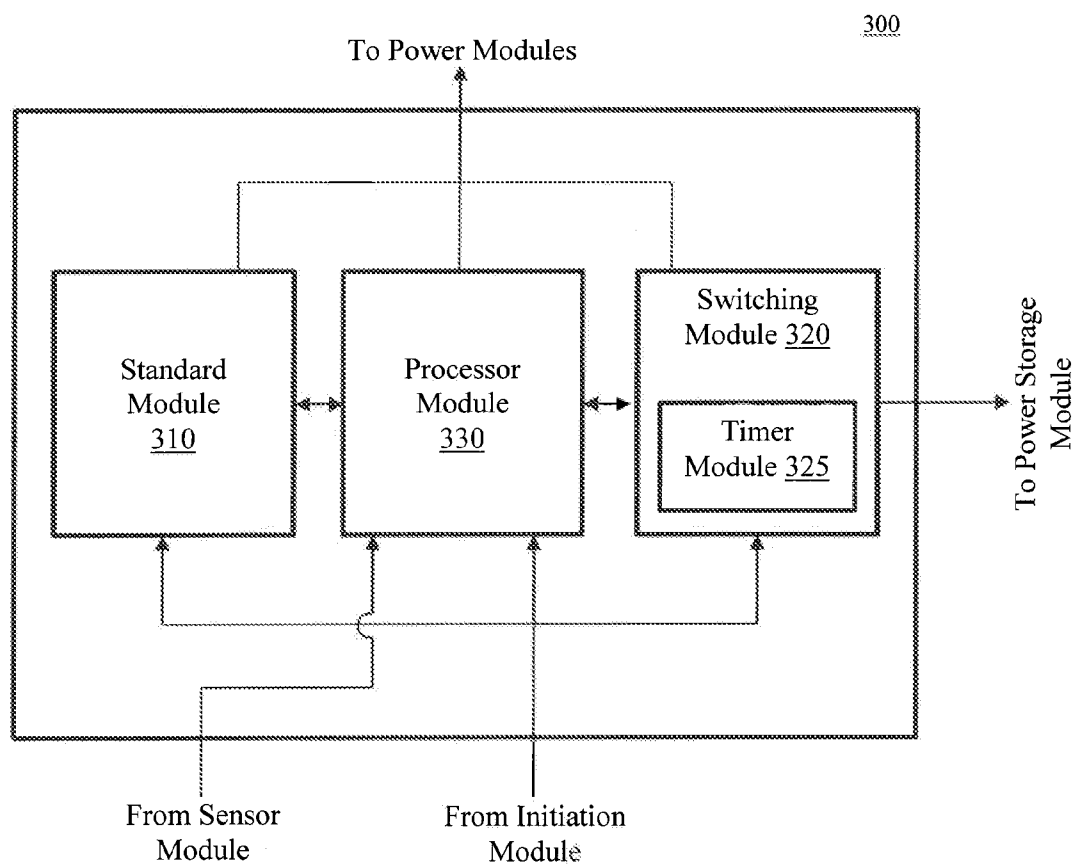 300
To Power Modules
Standard
Module
310
Processor
Module
330
Switching
Module 320
Timer
Module 325
To Power Storage
Module
From Sensor
Module
From Initiation
Module